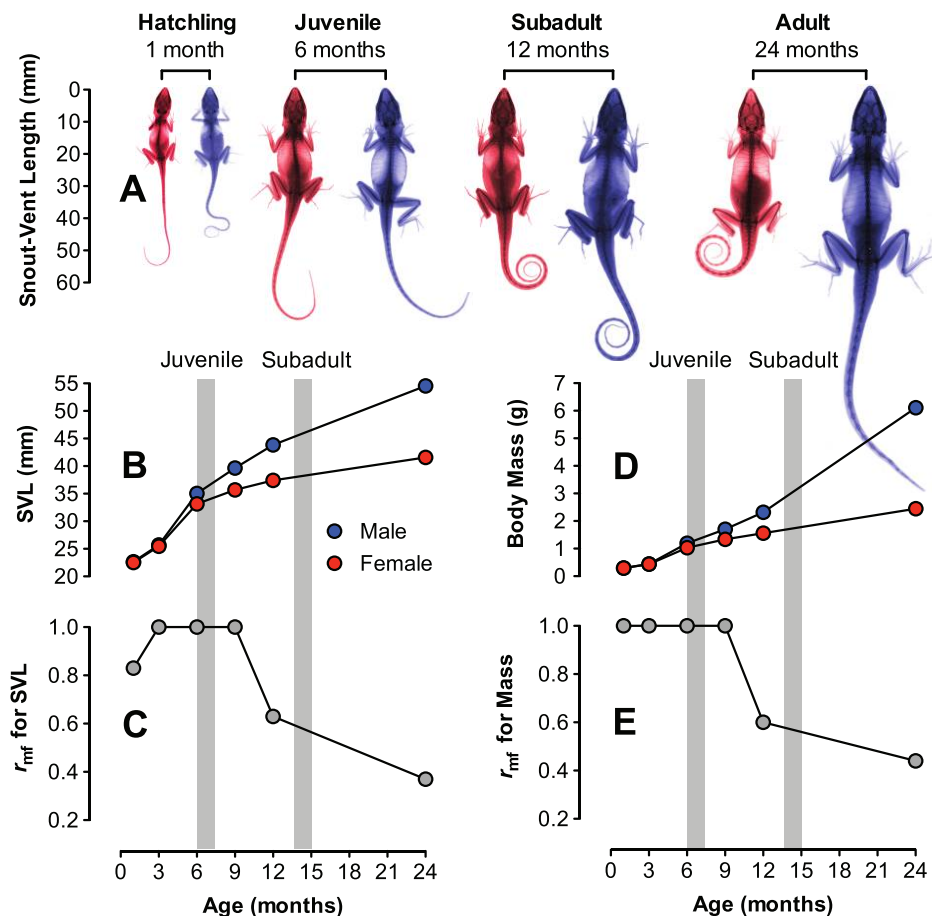 Hatchling
1 month
Juvenile
6 months
Subadult
12 months
Adult
24 months
Snout-Vent Length (mm)
0
10
20
30
40
50
60
A
Juvenile
Subadult
SVL (mm)
55
50
45
40
35
30
25
20
B
Male
Female
Juvenile
Subadult
Body Mass (g)
7
6
5
4
3
2
1
0
D
rmf for SVL
1.0
0.8
0.6
0.4
0.2
C
0 3 6 9 12 15 18 21 24
Age (months)
rmf for Mass
1.0
0.8
0.6
0.4
0.2
E
0 3 6 9 12 15 18 21 24
Age (months)